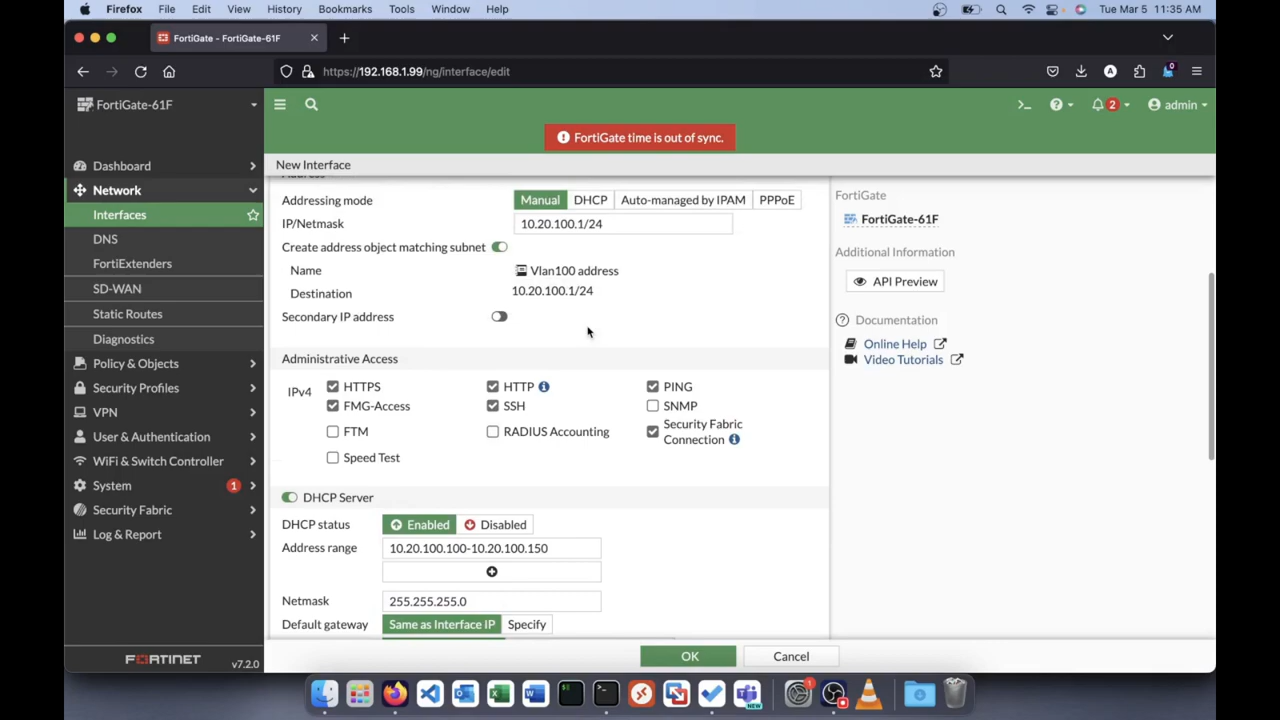 Firefox File Edit View History Bookmarks Tools Window Help Tue Mar 5 11:35 AM
FortiGate - FortiGate-61F
https://192.168.1.99/ng/interface/edit
FortiGate-61F
2 admin
FortiGate time is out of sync.
Dashboard
Network
Interfaces
DNS
FortiExtenders
SD-WAN
Static Routes
Diagnostics
Policy & Objects
Security Profiles
VPN
User & Authentication
WiFi & Switch Controller
System 1
Security Fabric
Log & Report
FORTINET v7.2.0
New Interface
Address
Addressing mode Manual DHCP Auto-managed by IPAM PPPoE
IP/Netmask 10.20.100.1/24
Create address object matching subnet
Name Vlan100 address
Destination 10.20.100.1/24
Secondary IP address
Administrative Access
IPv4
HTTPS HTTP PING
FMG-Access SSH SNMP
FTM RADIUS Accounting Security Fabric
Connection
Speed Test
DHCP Server
DHCP status Enabled Disabled
Address range 10.20.100.100-10.20.100.150
Netmask 255.255.255.0
Default gateway Same as Interface IP Specify
OK Cancel
FortiGate
FortiGate-61F
Additional Information
API Preview
Documentation
Online Help
Video Tutorials